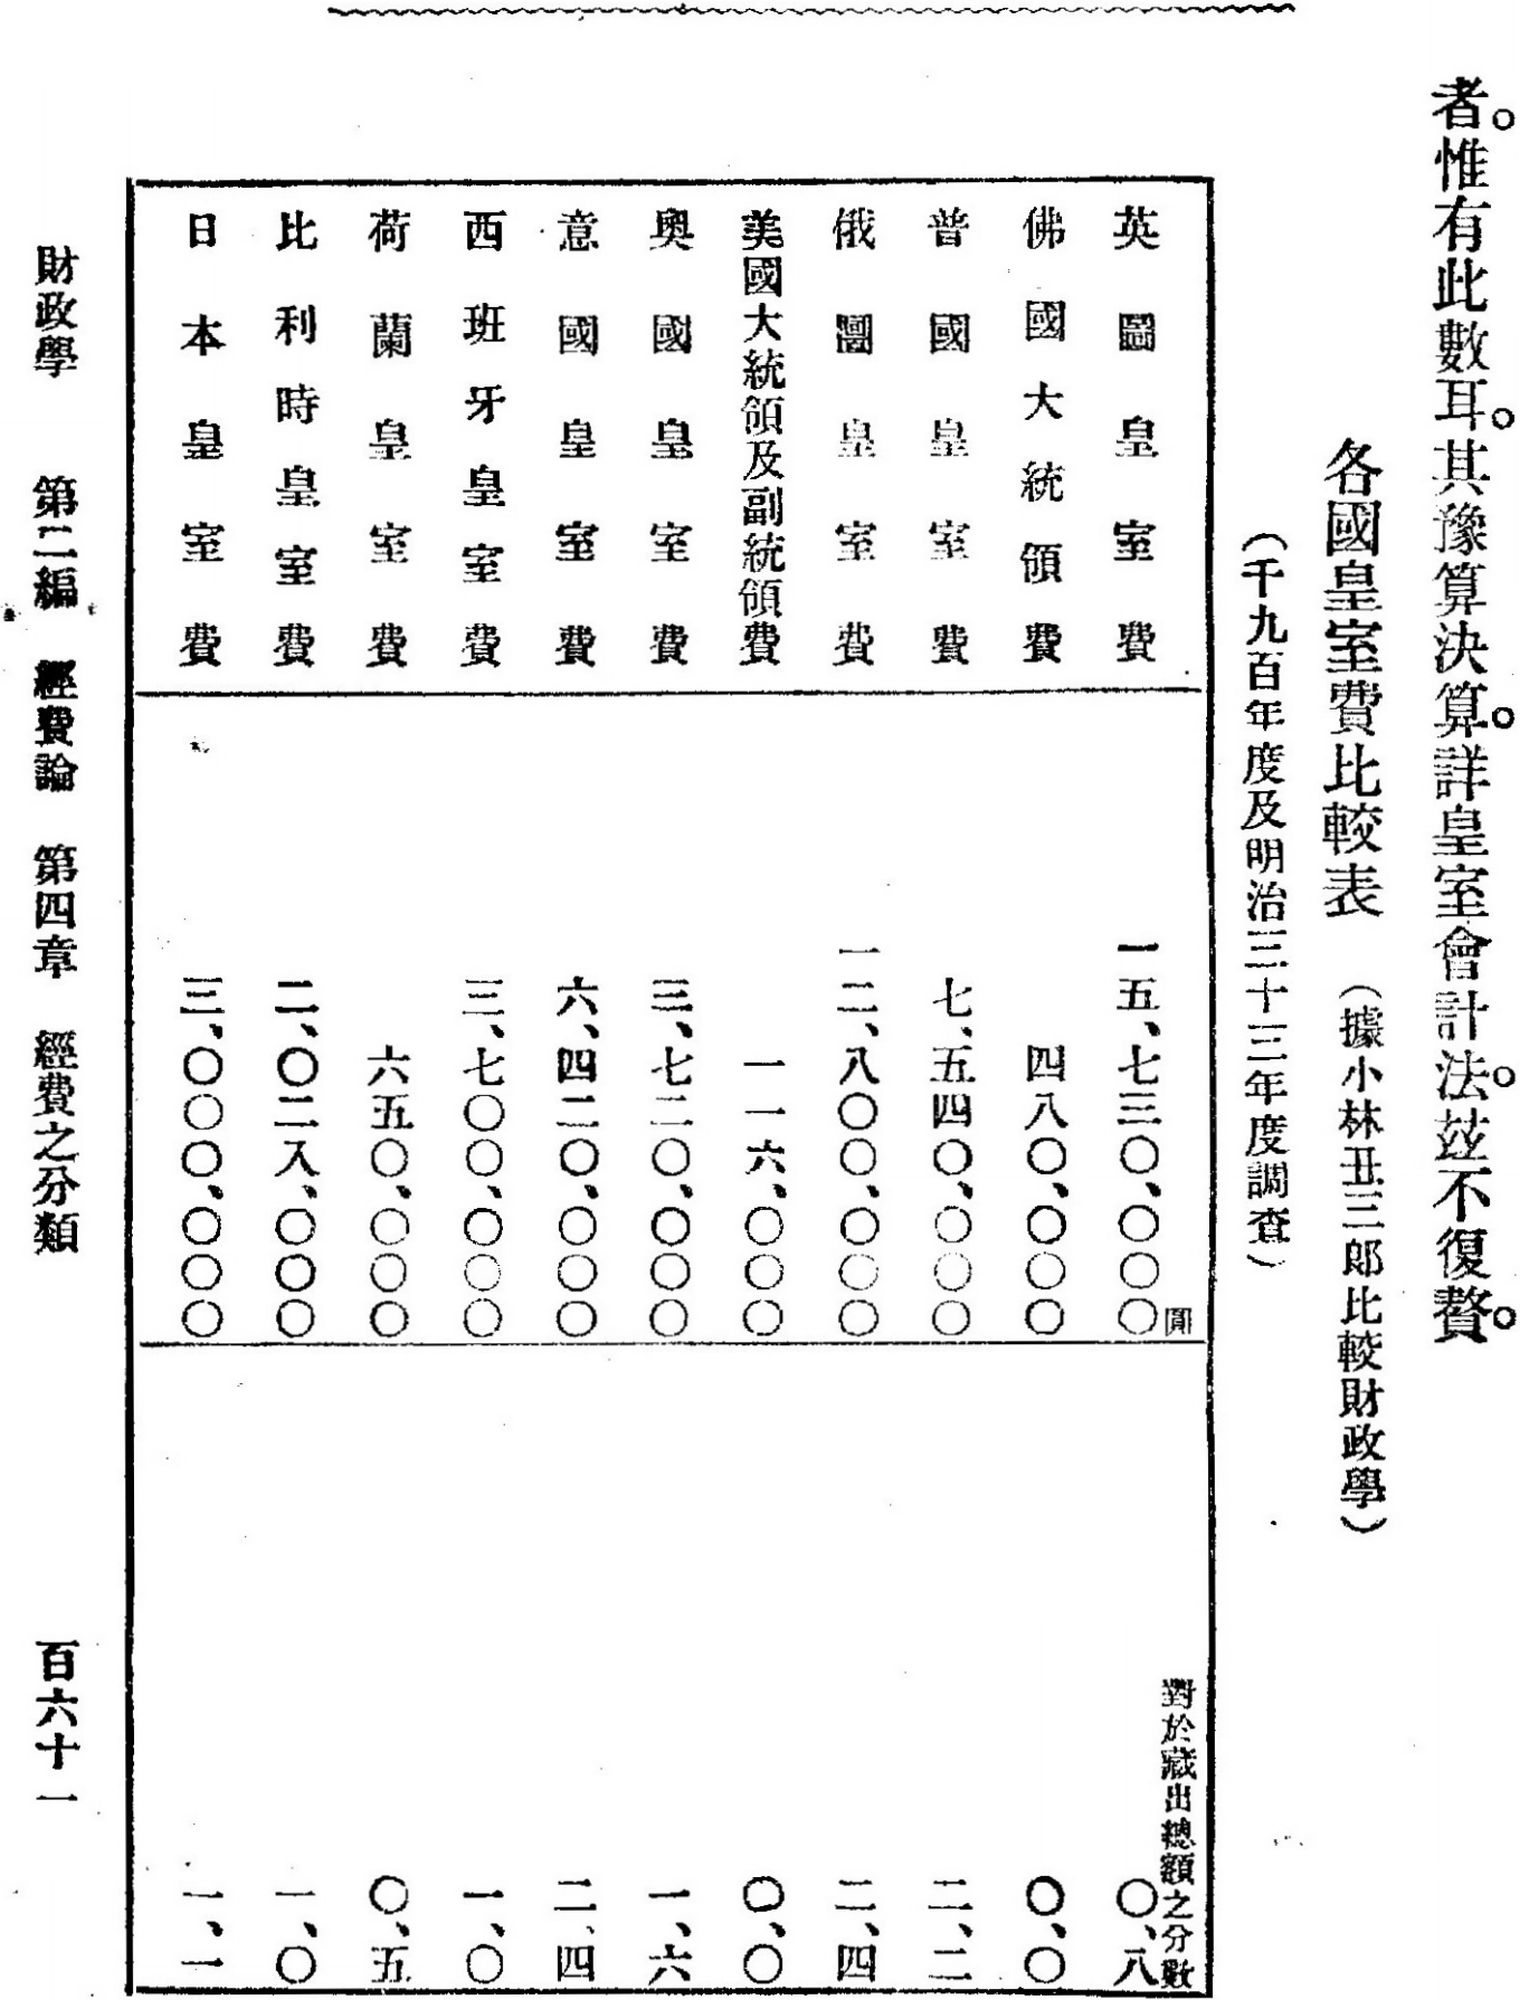 者。惟有此數耳。其豫算決算。詳皇室會計法。茲不復贅。
各國皇室費比較表 （據小林丑三郎比較財政學）
（千九百年度及明治三十三年度調查）
圓 對於歲出總額之分數
英國皇室費 一五、七三〇、〇〇〇 〇、八
佛國大統領費 四八〇、〇〇〇 〇、〇
普國皇室費 七、五四〇、〇〇〇 二、二
俄國皇室費 一二、八〇〇、〇〇〇 二、四
美國大統領及副統領費 一一六、〇〇〇 〇、〇
奧國皇室費 三、七二〇、〇〇〇 一、六
意國皇室費 六、四二〇、〇〇〇 二、四
西班牙皇室費 三、七〇〇、〇〇〇 一、〇
荷蘭皇室費 六五〇、〇〇〇 〇、五
比利時皇室費 二、〇二入、〇〇〇 一、〇
日本皇室費 三、〇〇〇、〇〇〇 一、一
財政學 第二編 經費論 第四章 經費之分類 百六十一